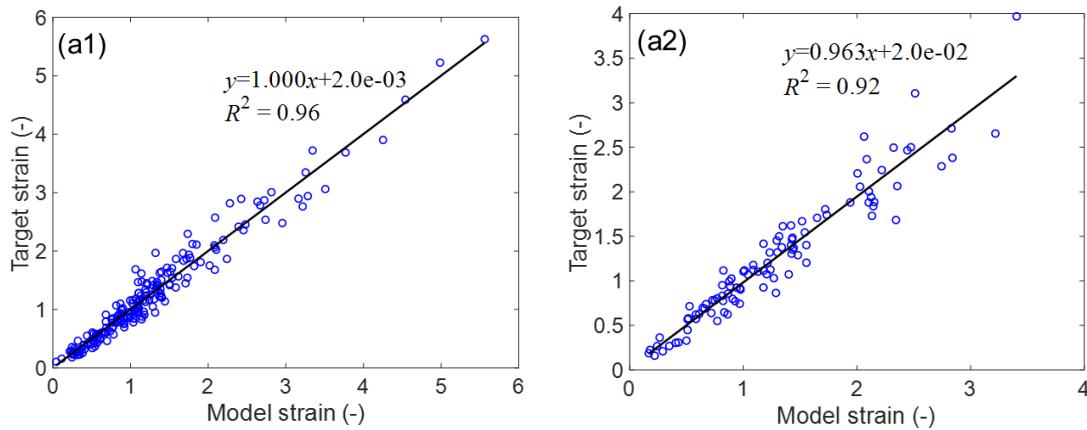 (a1)
y=1.000x+2.0e-03
R² = 0.96
Target strain (-)
6
5
4
3
2
1
0
0 1 2 3 4 5 6
Model strain (-)
(a2)
y=0.963x+2.0e-02
R² = 0.92
Target strain (-)
4
3.5
3
2.5
2
1.5
1
0.5
0
0 1 2 3 4
Model strain (-)